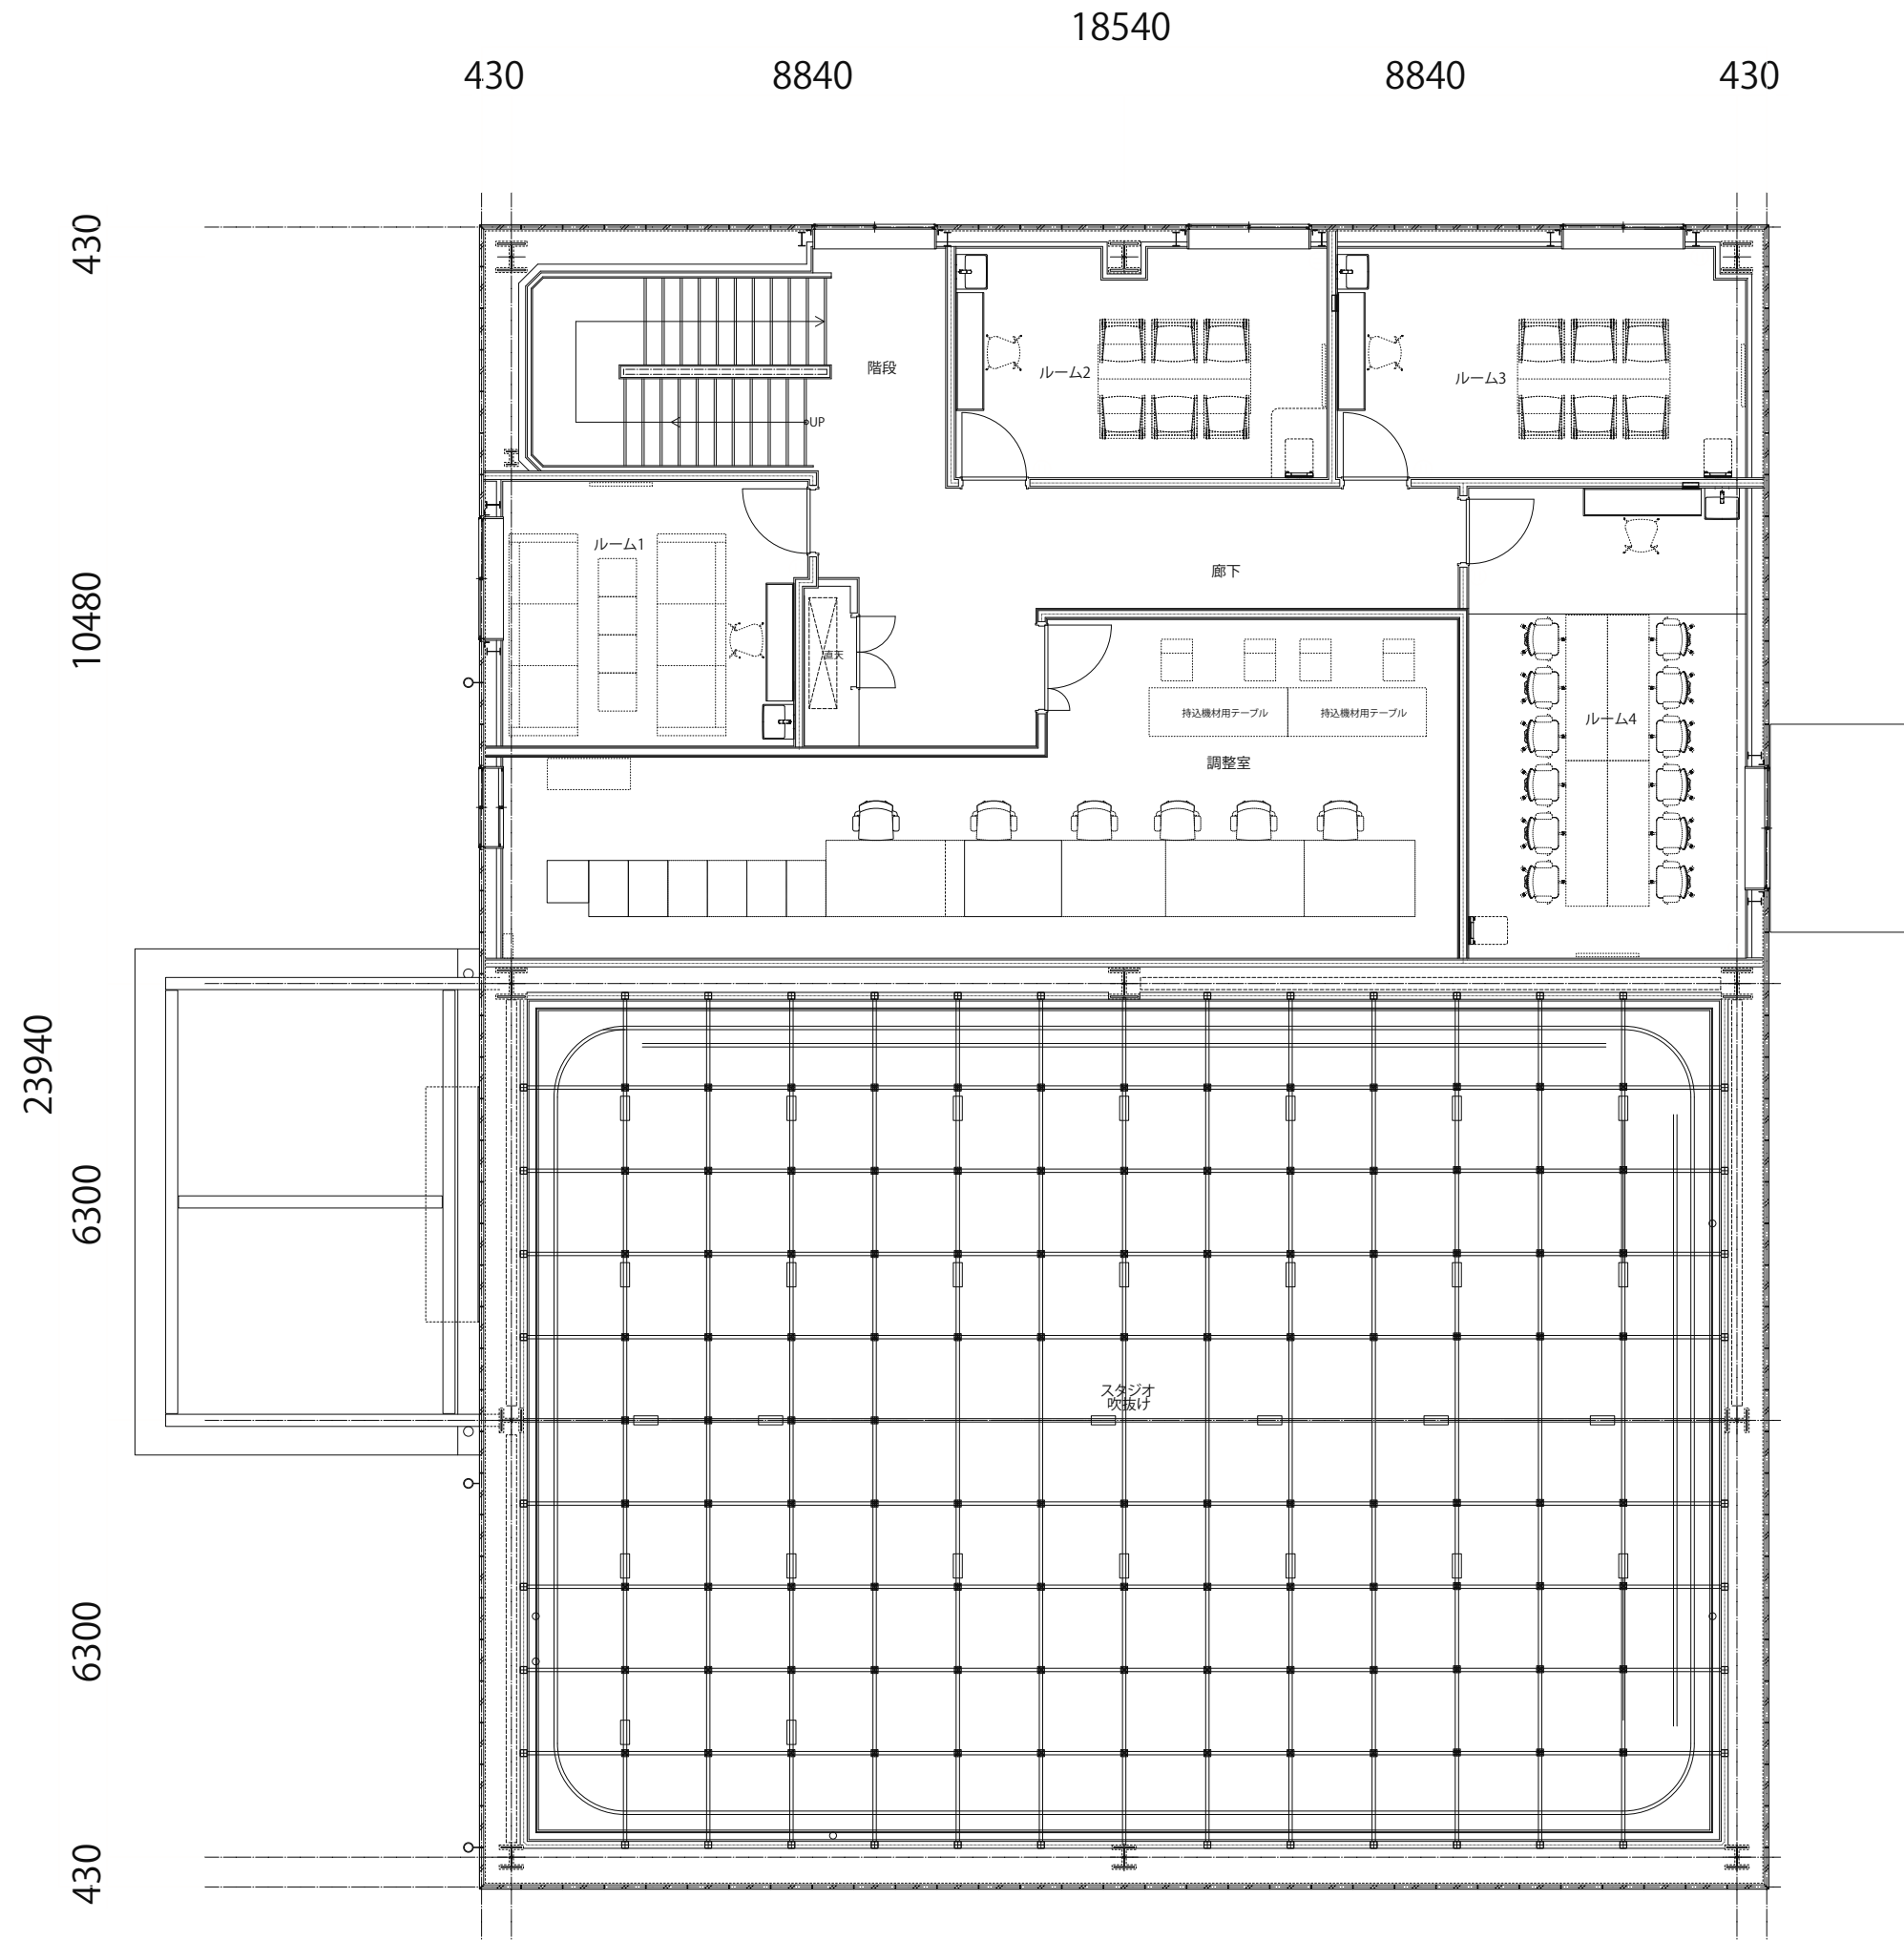 18540
430 8840 8840 430
430
階段
ルーム2
ルーム3
UP
ルーム1
廊下
10480
直天
持込機材用テーブル 持込機材用テーブル
ルーム4
調整室
23940
6300
スタジオ
吹抜け
6300
430